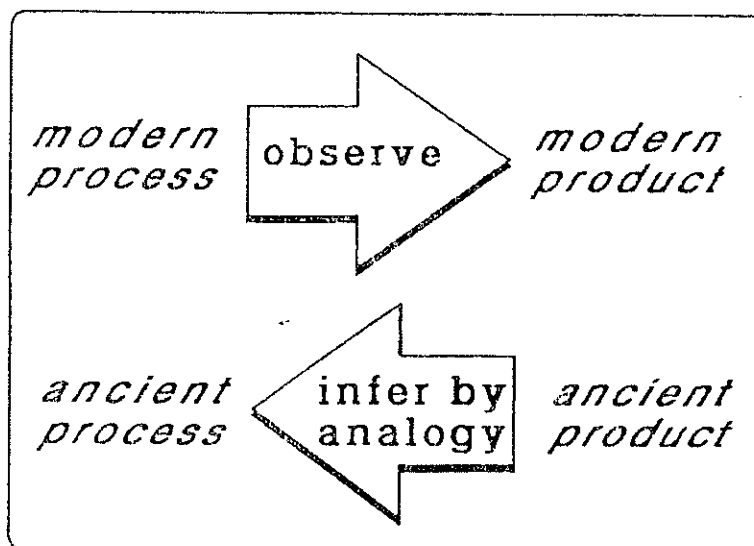 modern
process
observe
modern
product
ancient
process
infer by
analogy
ancient
product